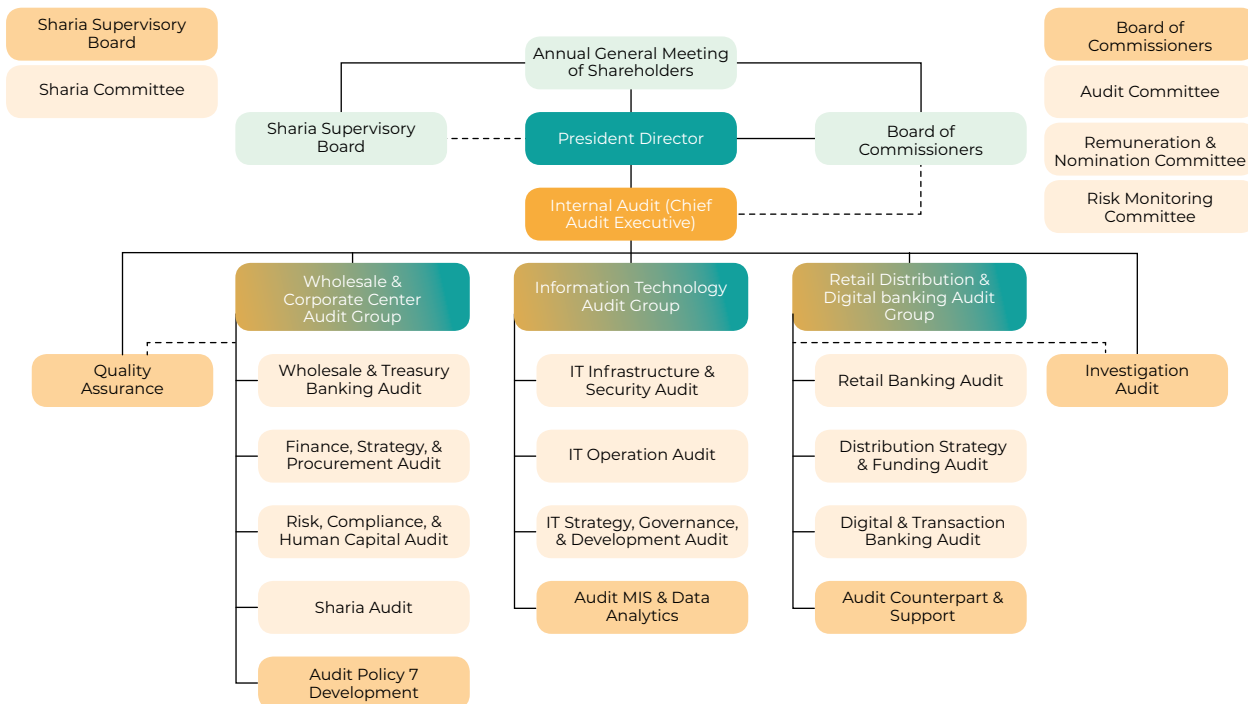 Sharia Supervisory
Board
Sharia Committee
Annual General Meeting
of Shareholders
Board of
Commissioners
Audit Committee
Remuneration &
Nomination Committee
Risk Monitoring
Committee
Sharia Supervisory
Board
President Director
Board of
Commissioners
Internal Audit (Chief
Audit Executive)
Wholesale &
Corporate Center
Audit Group
Information Technology
Audit Group
Retail Distribution &
Digital banking Audit
Group
Quality
Assurance
Wholesale & Treasury
Banking Audit
Finance, Strategy, &
Procurement Audit
Risk, Compliance, &
Human Capital Audit
Sharia Audit
Audit Policy 7
Development
IT Infrastructure &
Security Audit
IT Operation Audit
IT Strategy, Governance,
& Development Audit
Audit MIS & Data
Analytics
Retail Banking Audit
Distribution Strategy
& Funding Audit
Digital & Transaction
Banking Audit
Audit Counterpart &
Support
Investigation
Audit